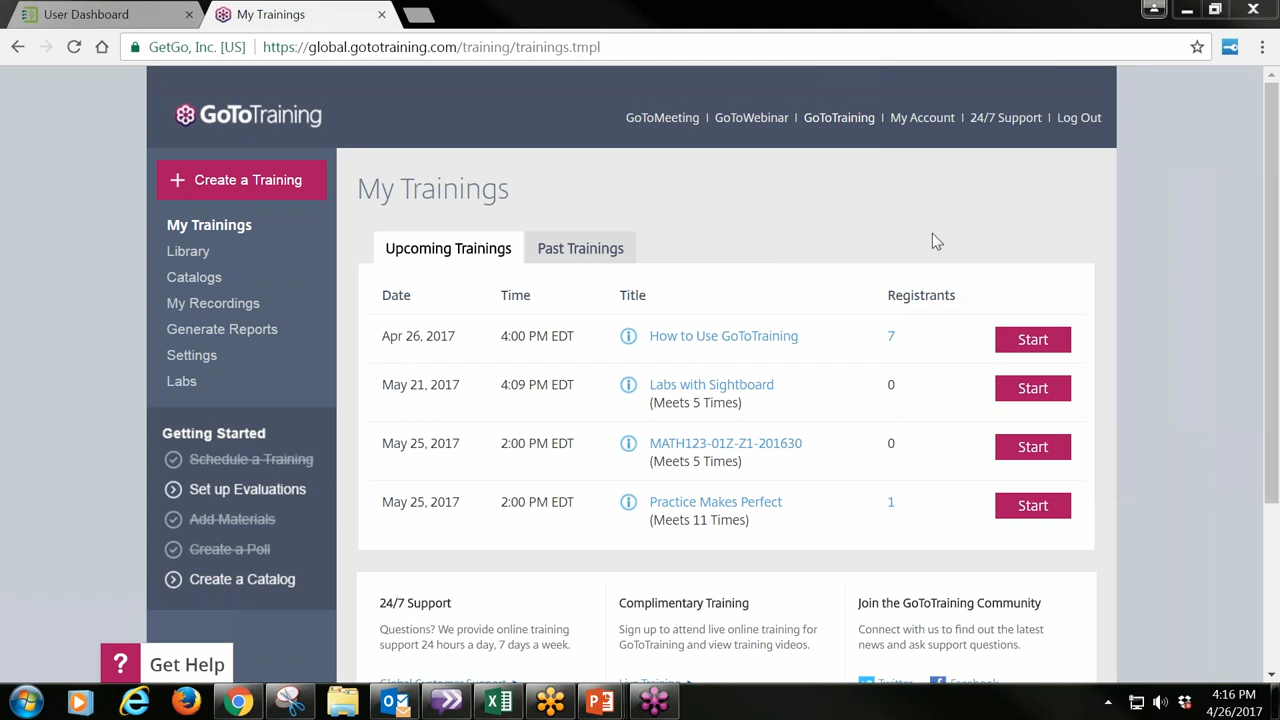 User Dashboard
My Trainings
GetGo, Inc. [US]
https://global.gototraining.com/training/trainings.tmpl
GoToTraining
GoToMeeting | GoToWebinar | GoToTraining | My Account | 24/7 Support | Log Out
+ Create a Training
My Trainings
Library
Catalogs
My Recordings
Generate Reports
Settings
Labs
Getting Started
Schedule a Training
Set up Evaluations
Add Materials
Create a Poll
Create a Catalog
? Get Help
My Trainings
Upcoming Trainings
Past Trainings
Date Time Title Registrants
Apr 26, 2017 4:00 PM EDT How to Use GoToTraining 7 Start
May 21, 2017 4:09 PM EDT Labs with Sightboard 0 Start
(Meets 5 Times)
May 25, 2017 2:00 PM EDT MATH123-01Z-Z1-201630 0 Start
(Meets 5 Times)
May 25, 2017 2:00 PM EDT Practice Makes Perfect 1 Start
(Meets 11 Times)
24/7 Support
Questions? We provide online training
support 24 hours a day, 7 days a week.
Global Customer Support
Complimentary Training
Sign up to attend live online training for
GoToTraining and view training videos.
Live Training
Join the GoToTraining Community
Connect with us to find out the latest
news and ask support questions.
Twitter Facebook
4:16 PM
4/26/2017